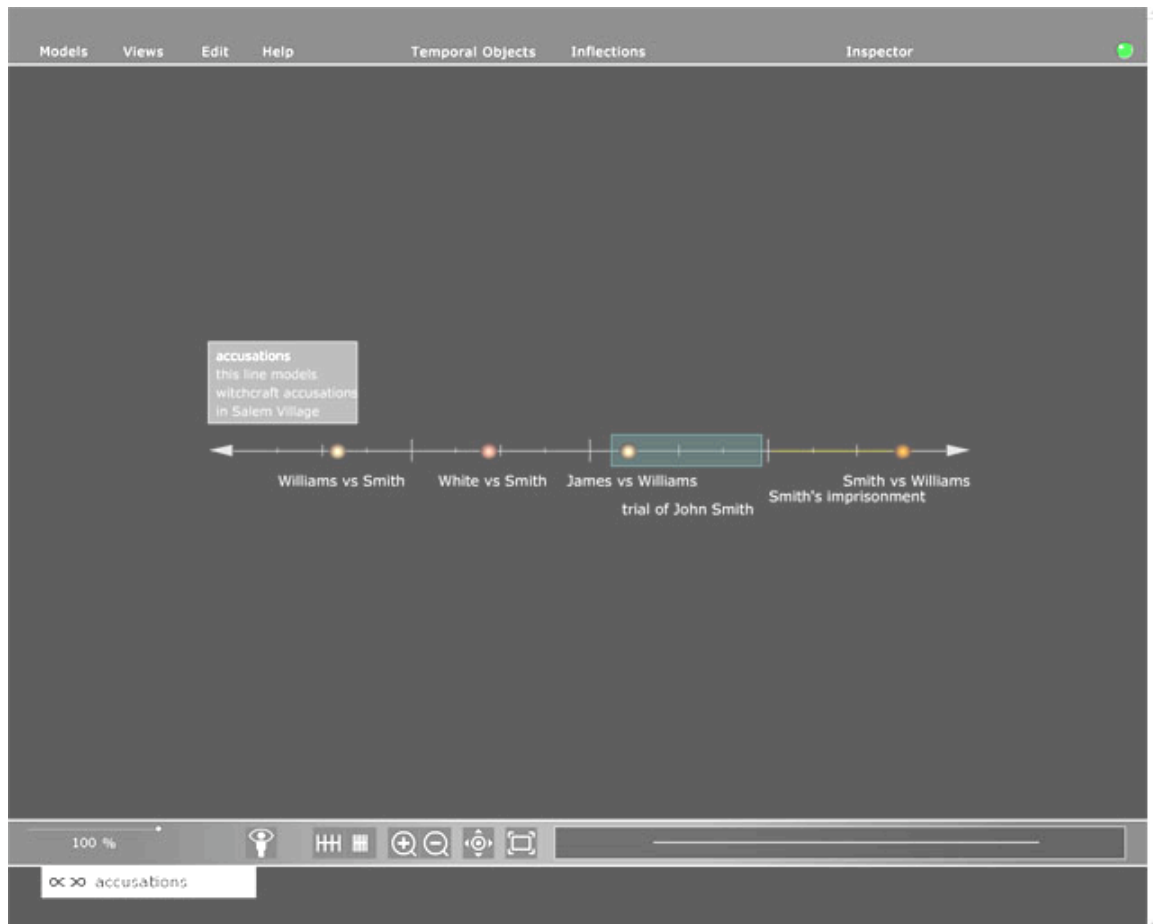 Models Views Edit Help Temporal Objects Inflections Inspector
accusations
this line models
witchcraft accusations
in Salem Village
Williams vs Smith White vs Smith James vs Williams Smith vs Williams
Smith's imprisonment
trial of John Smith
100 %
accusations